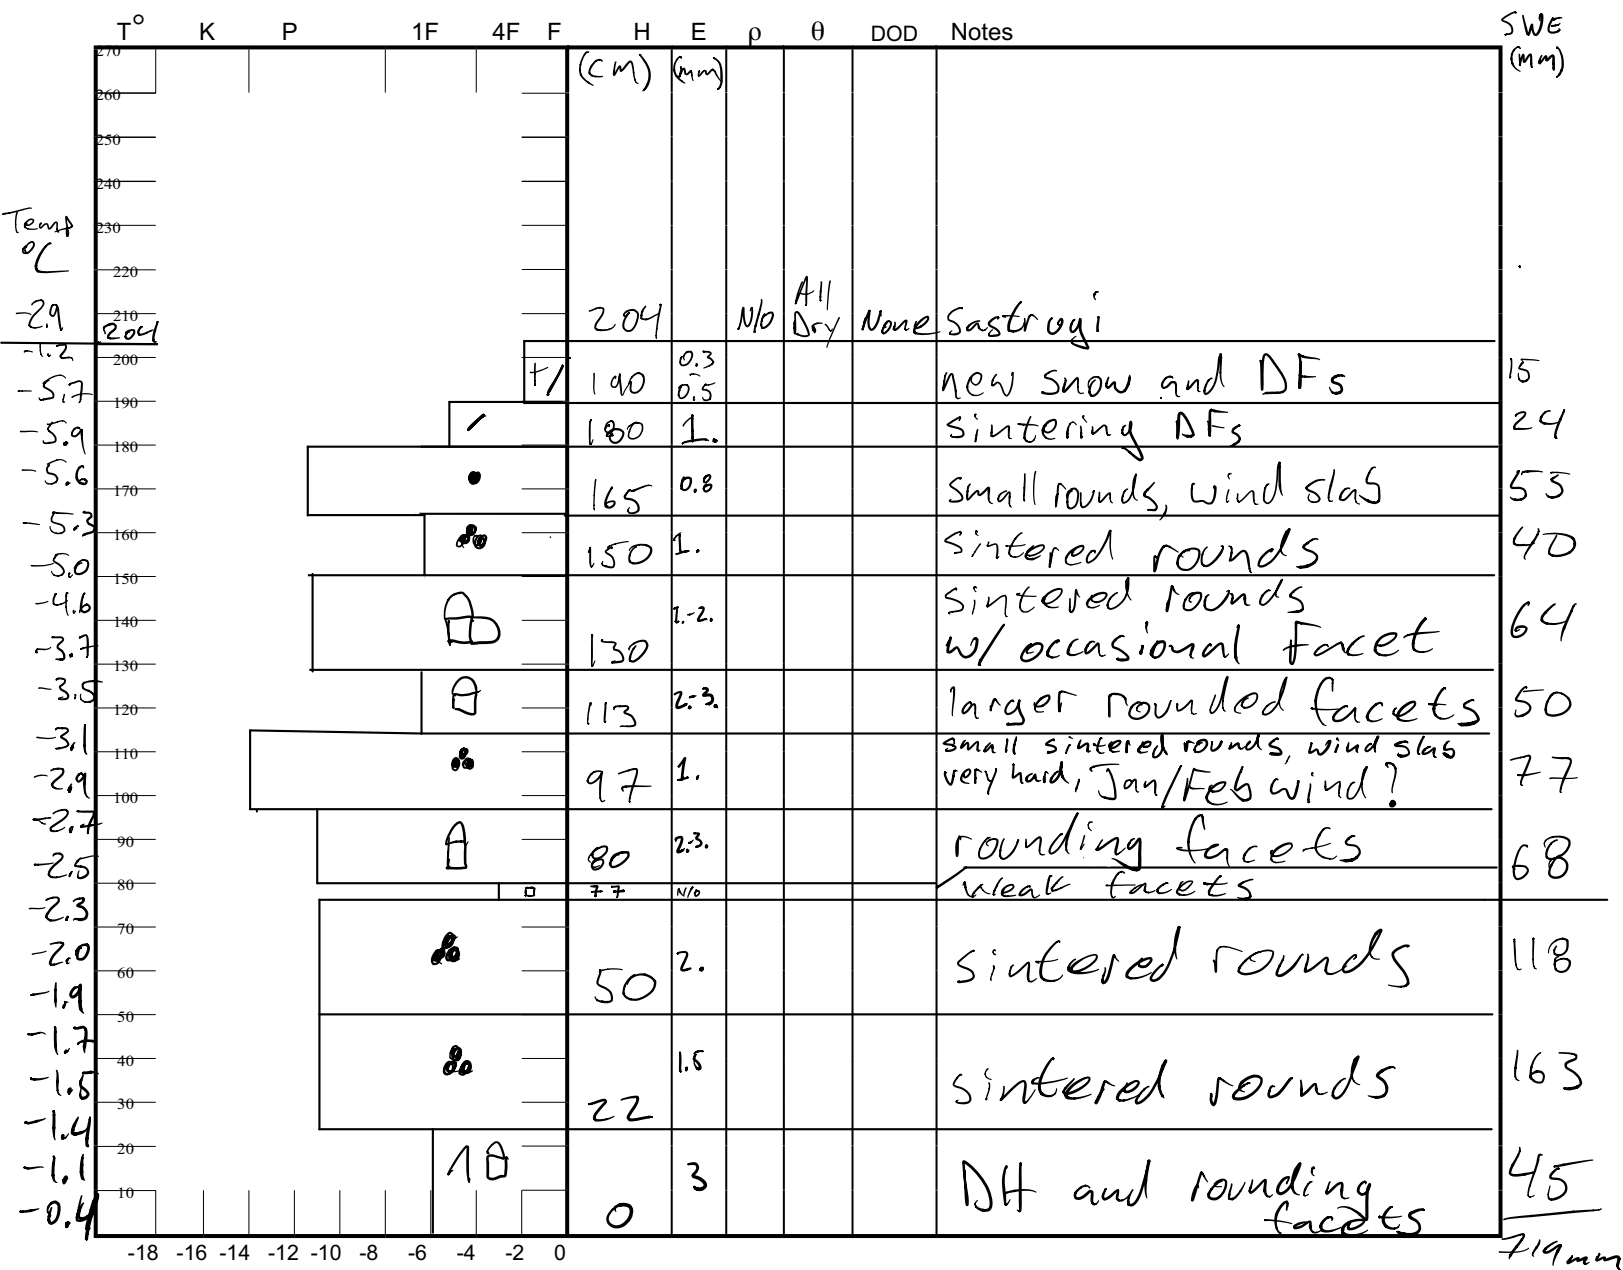 T° K P 1F 4F F H E ρ θ DOD Notes SWE
(cm) (mm) (mm)
270
260
250
240
230
Temp
°C
220
-2.9 210 204 N/O All Dry None Sastrugi
204
-1.2 200 +/ 190 0.3 - 0.5 new snow and DFs 15
-5.7 190
-5.9 / 180 1. sintering DFs 24
180
-5.6 170 165 0.8 small rounds, wind slab 55
-5.3 160 150 1. sintered rounds 40
-5.0 150
-4.6 140 130 1.-2. sintered rounds 64
-3.7 130 w/ occasional Facet
-3.5 120 113 2.-3. larger rounded facets 50
-3.1 110 97 1. small sintered rounds, wind slab 77
-2.9 100 very hard, Jan/Feb wind?
-2.7 90 80 2.-3. rounding facets 68
-2.5 80 77 N/O weak facets
-2.3 70 50 2. sintered rounds 118
-2.0 60
-1.9 50
-1.7 40 22 1.5 sintered rounds 163
-1.5 30
-1.4 20
-1.1 10 0 3 DH and rounding 45
-0.4 facets
719mm
-18 -16 -14 -12 -10 -8 -6 -4 -2 0